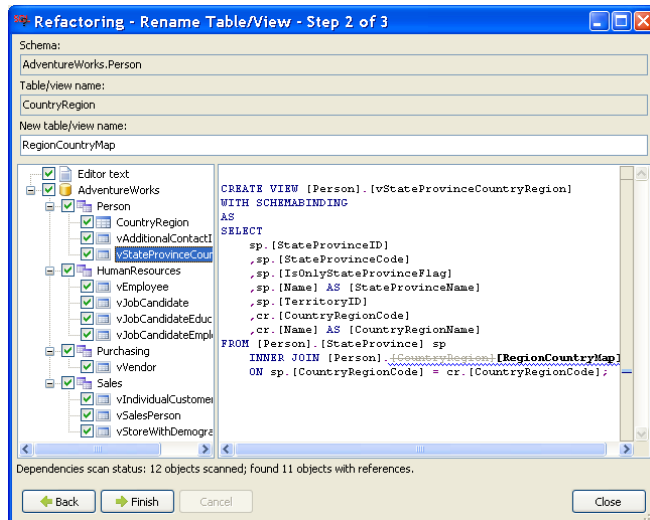 Refactoring - Rename Table/View - Step 2 of 3
Schema:
AdventureWorks.Person
Table/view name:
CountryRegion
New table/view name:
RegionCountryMap
Editor text
AdventureWorks
Person
CountryRegion
vAdditionalContactI
vStateProvinceCour
HumanResources
vEmployee
vJobCandidate
vJobCandidateEduc
vJobCandidateEmpl
Purchasing
vVendor
Sales
vIndividualCustome
vSalesPerson
vStoreWithDemogra
CREATE VIEW [Person].[vStateProvinceCountryRegion]
WITH SCHEMABINDING
AS
SELECT
sp.[StateProvinceID]
,sp.[StateProvinceCode]
,sp.[IsOnlyStateProvinceFlag]
,sp.[Name] AS [StateProvinceName]
,sp.[TerritoryID]
,cr.[CountryRegionCode]
,cr.[Name] AS [CountryRegionName]
FROM [Person].[StateProvince] sp
INNER JOIN [Person].[CountryRegion][RegionCountryMap]
ON sp.[CountryRegionCode] = cr.[CountryRegionCode];
Dependencies scan status: 12 objects scanned; found 11 objects with references.
Back
Finish
Cancel
Close